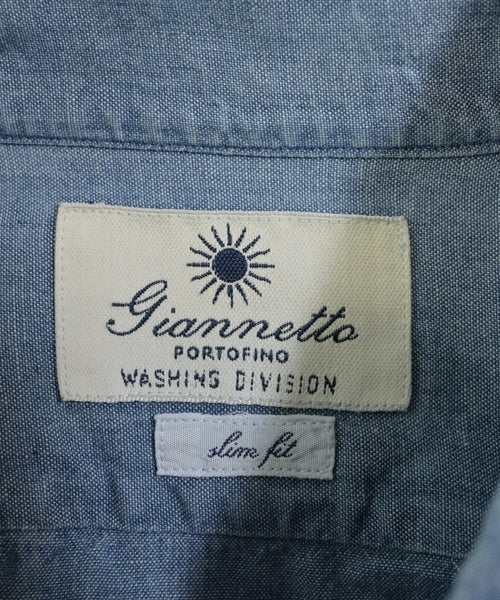 Giannetto
PORTOFINO
WASHING DIVISION
slim fit